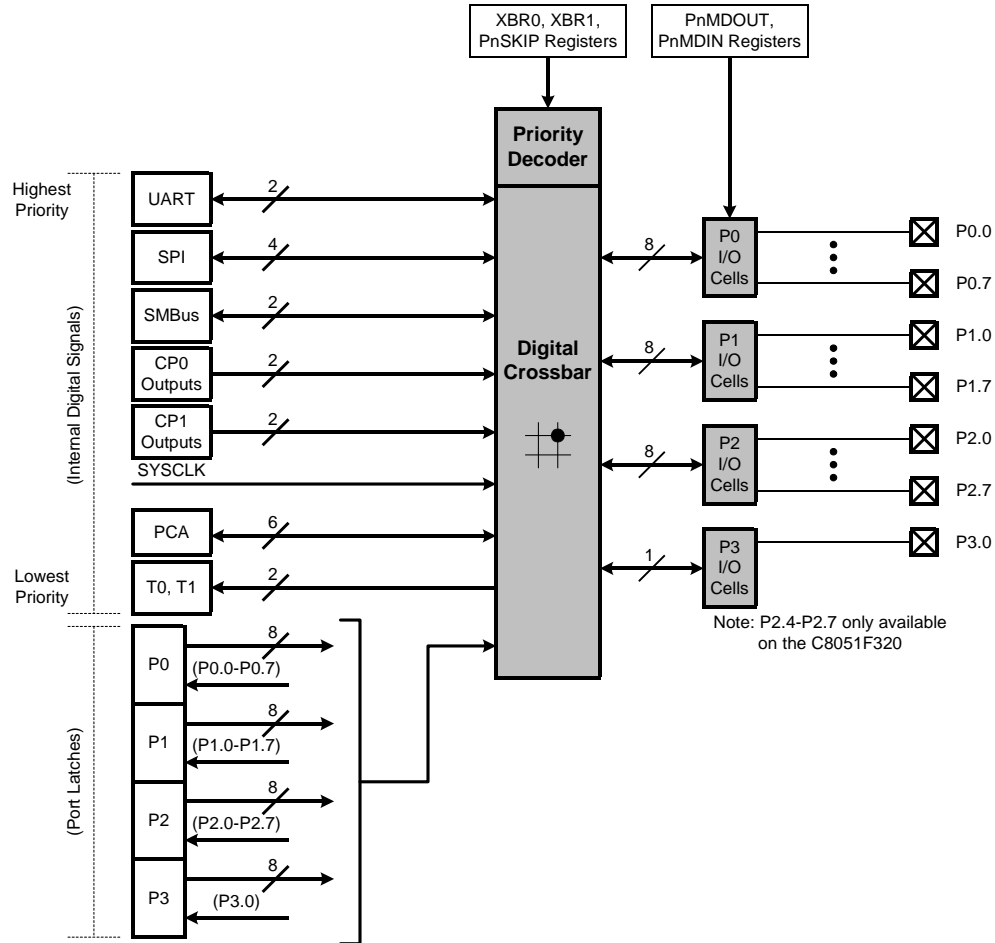 XBR0, XBR1,
PnSKIP Registers
PnMDOUT,
PnMDIN Registers
Priority
Decoder
Highest
Priority
UART
2
SPI
4
SMBus
2
CP0
Outputs
2
CP1
Outputs
2
SYSCLK
PCA
6
Lowest
Priority
T0, T1
2
(Internal Digital Signals)
Digital
Crossbar
8
P0
I/O
Cells
P0.0
P0.7
8
P1
I/O
Cells
P1.0
P1.7
8
P2
I/O
Cells
P2.0
P2.7
1
P3
I/O
Cells
P3.0
Note: P2.4-P2.7 only available
on the C8051F320
(Port Latches)
P0
8
(P0.0-P0.7)
P1
8
(P1.0-P1.7)
P2
8
(P2.0-P2.7)
P3
8
(P3.0)